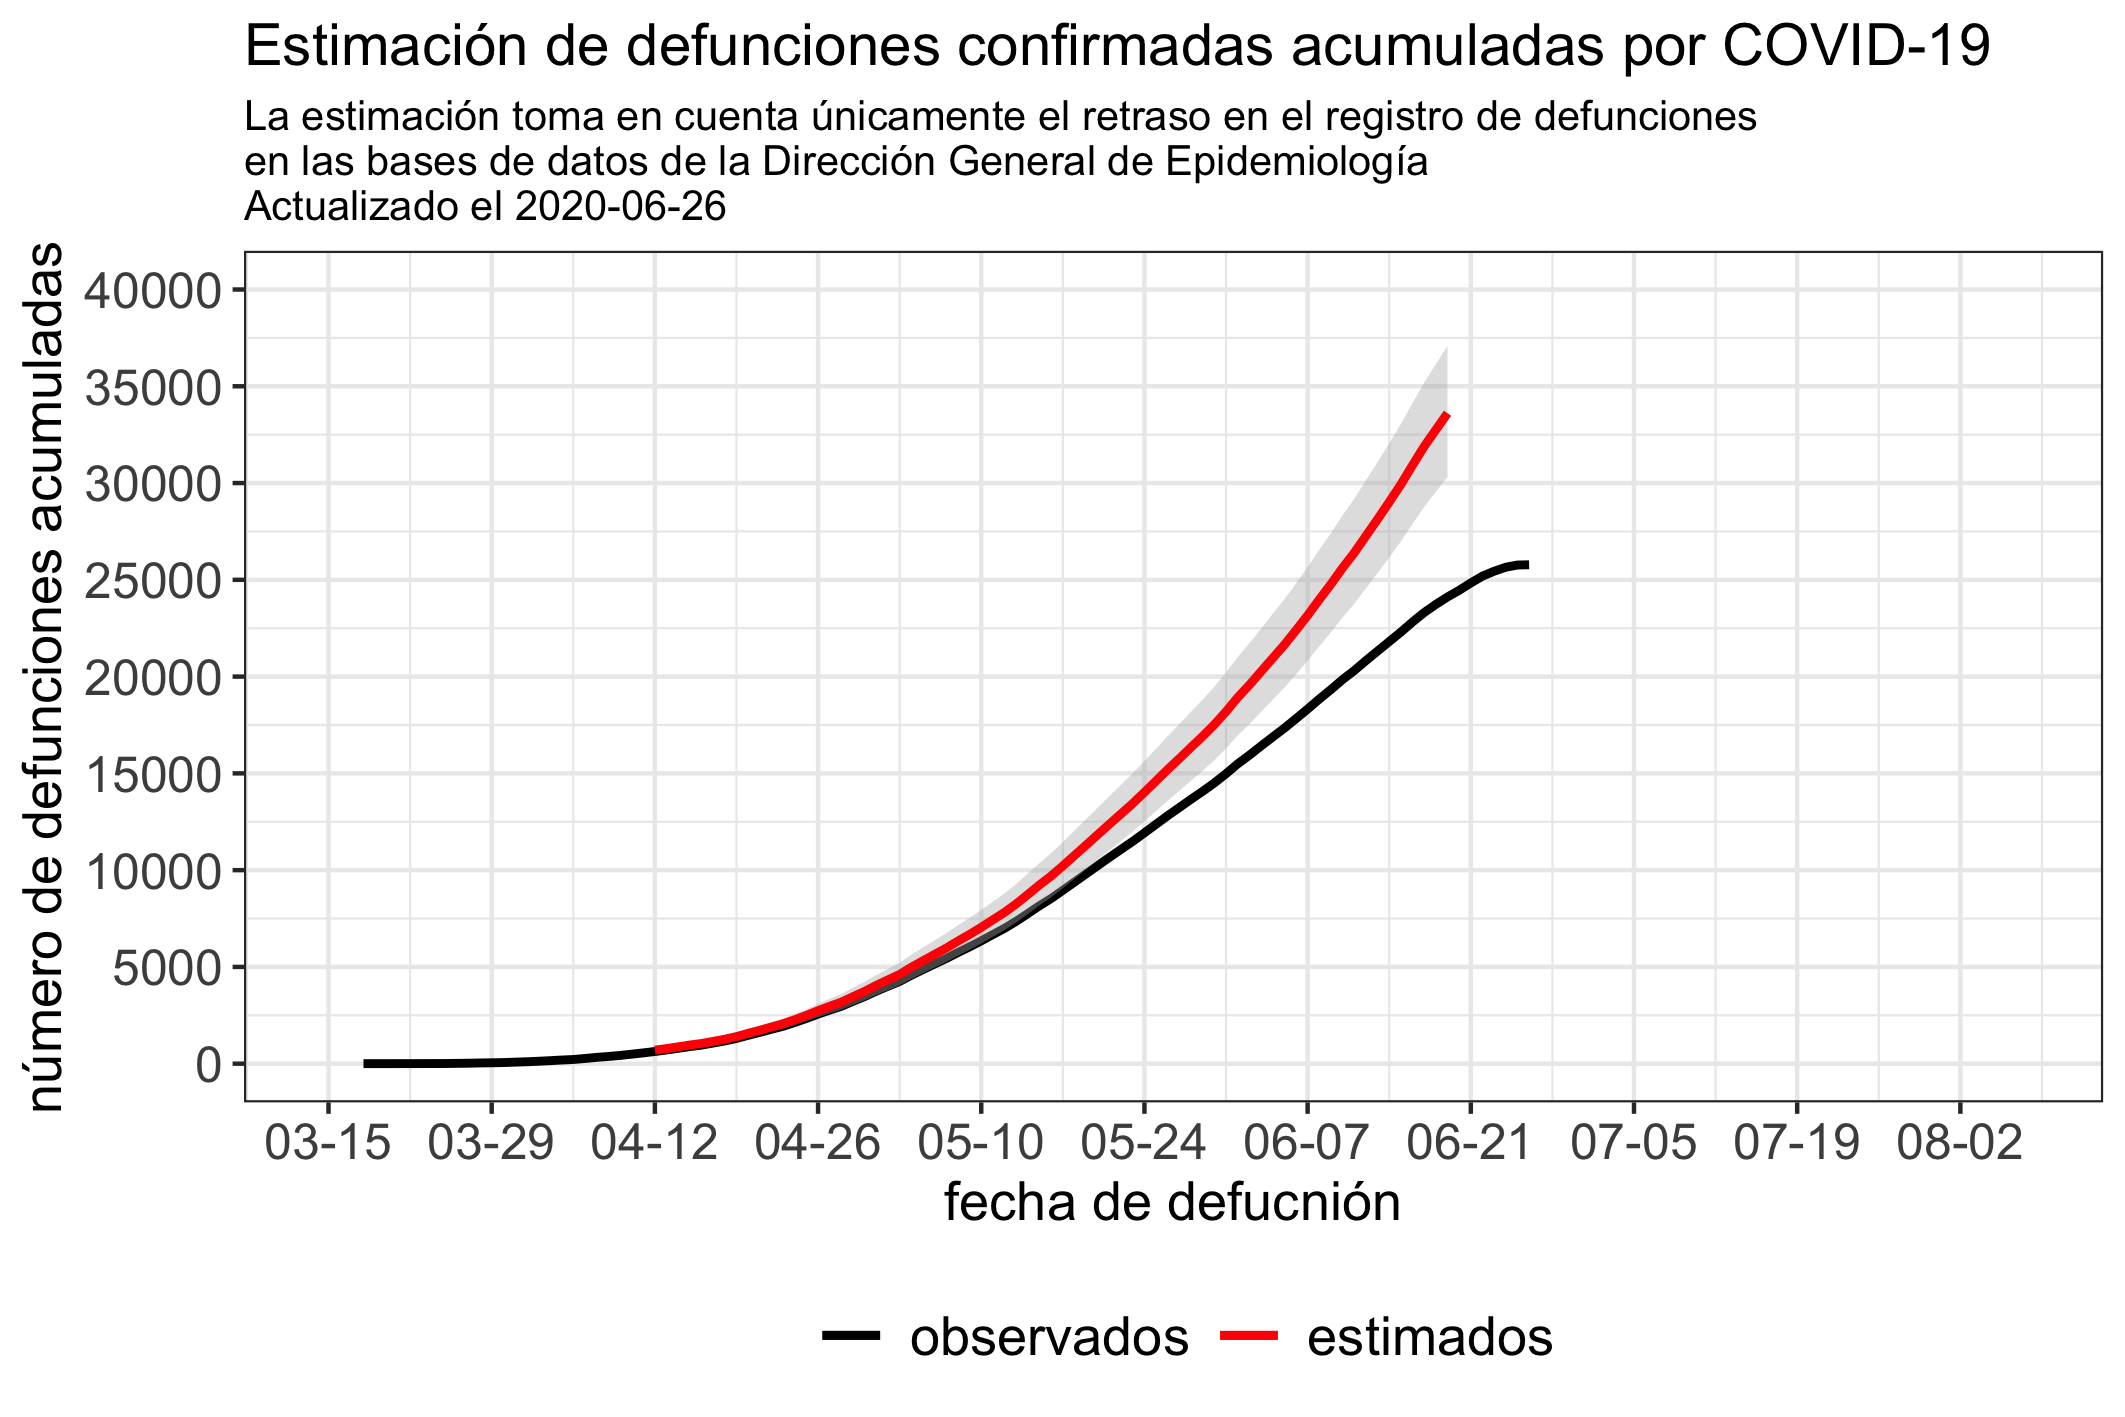 Estimación de defunciones confirmadas acumuladas por COVID-19
La estimación toma en cuenta únicamente el retraso en el registro de defunciones
en las bases de datos de la Dirección General de Epidemiología
Actualizado el 2020-06-26
número de defunciones acumuladas
40000
35000
30000
25000
20000
15000
10000
5000
0
03-15 03-29 04-12 04-26 05-10 05-24 06-07 06-21 07-05 07-19 08-02
fecha de defucnión
observados estimados